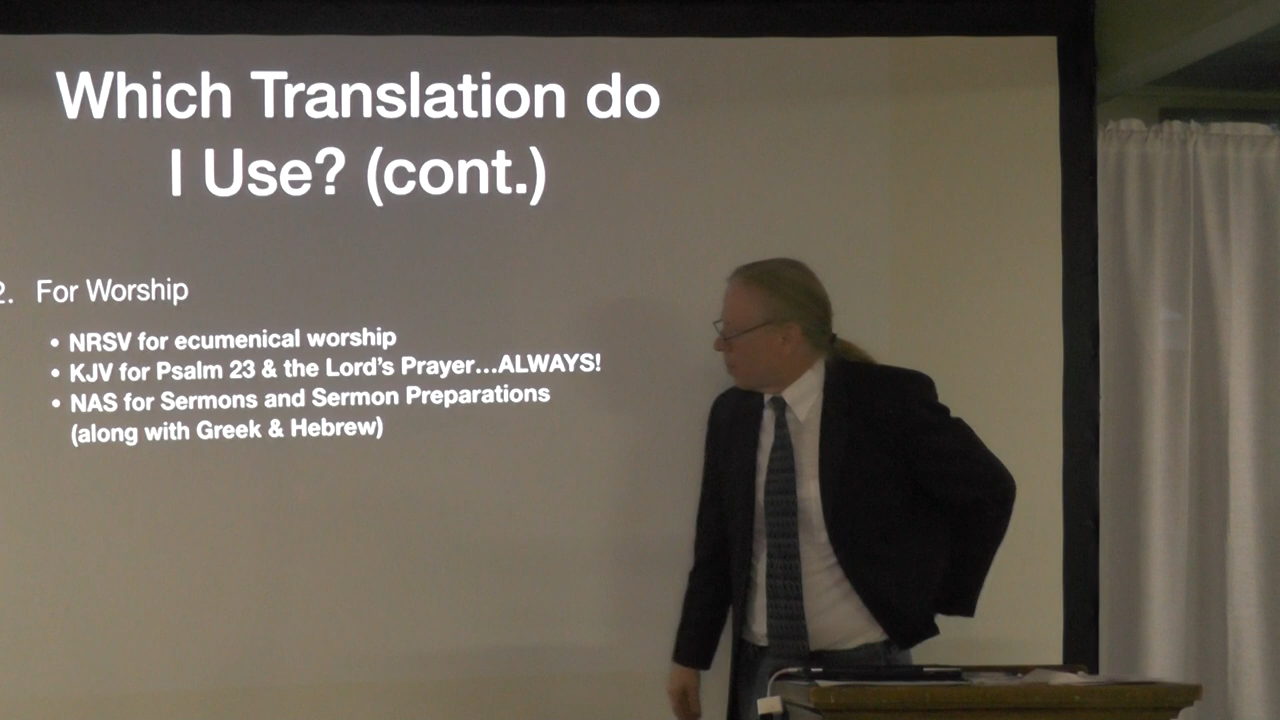 Which Translation do
I Use? (cont.)
2. For Worship
• NRSV for ecumenical worship
• KJV for Psalm 23 & the Lord's Prayer...ALWAYS!
• NAS for Sermons and Sermon Preparations
(along with Greek & Hebrew)